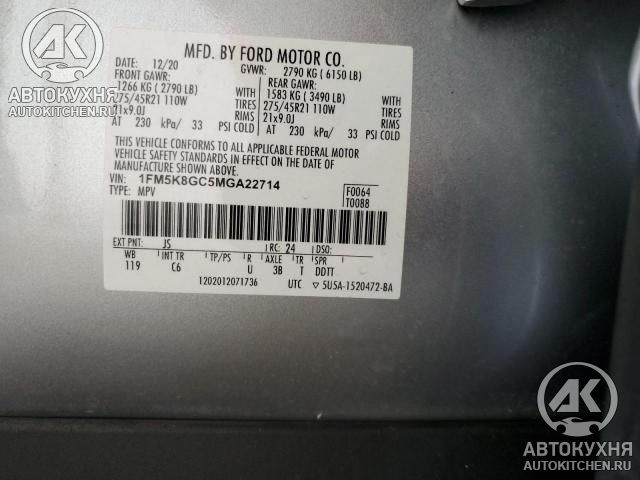 MFD. BY FORD MOTOR CO.
DATE: 12/20 GVWR: 2790 KG ( 6150 LB)
FRONT GAWR: REAR GAWR:
1266 KG ( 2790 LB) 1583 KG ( 3490 LB)
275/45R21 110W TIRES 275/45R21 110W TIRES
21x9.0J RIMS 21x9.0J RIMS
AT 230 kPa/ 33 PSI COLD AT 230 kPa/ 33 PSI COLD
THIS VEHICLE CONFORMS TO ALL APPLICABLE FEDERAL MOTOR
VEHICLE SAFETY STANDARDS IN EFFECT ON THE DATE OF
MANUFACTURE SHOWN ABOVE.
VIN: 1FM5K8GC5MGA22714
TYPE: MPV
F0064
T0088
EXT PNT: JS RC: 24 DSO:
WB INT TR TP/PS R AXLE TR SPR
119 C6 U 3B T DDTT
1202012071736 UTC ▽ 5U5A-1520472-BA
АК
АВТОКУХНЯ
AUTOKITCHEN.RU
АК
АВТОКУХНЯ
AUTOKITCHEN.RU